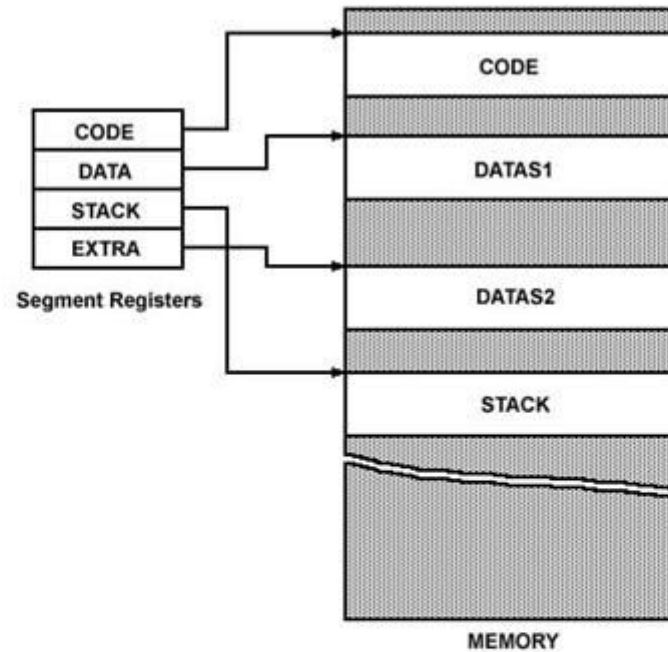 CODE
DATA
STACK
EXTRA
Segment Registers
CODE
DATAS1
DATAS2
STACK
MEMORY